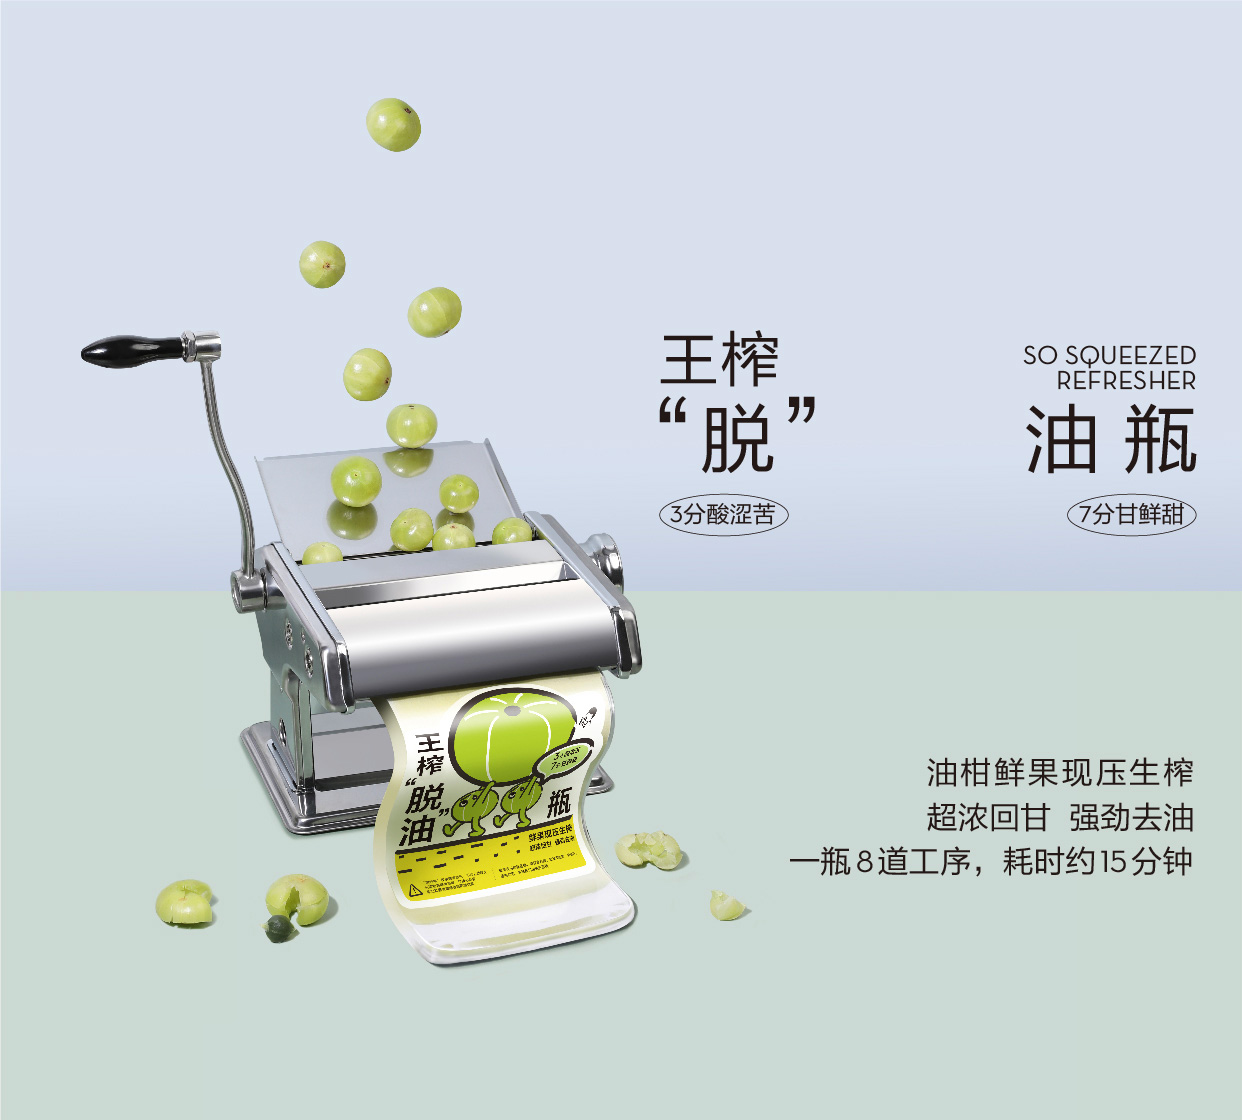 王榨
“脱”
3分酸涩苦
SO SQUEEZED
REFRESHER
油瓶
7分甘鲜甜
王榨
“脱”
油
瓶
鲜果现压生榨
油柑鲜果现压生榨
超浓回甘 强劲去油
一瓶8道工序，耗时约15分钟